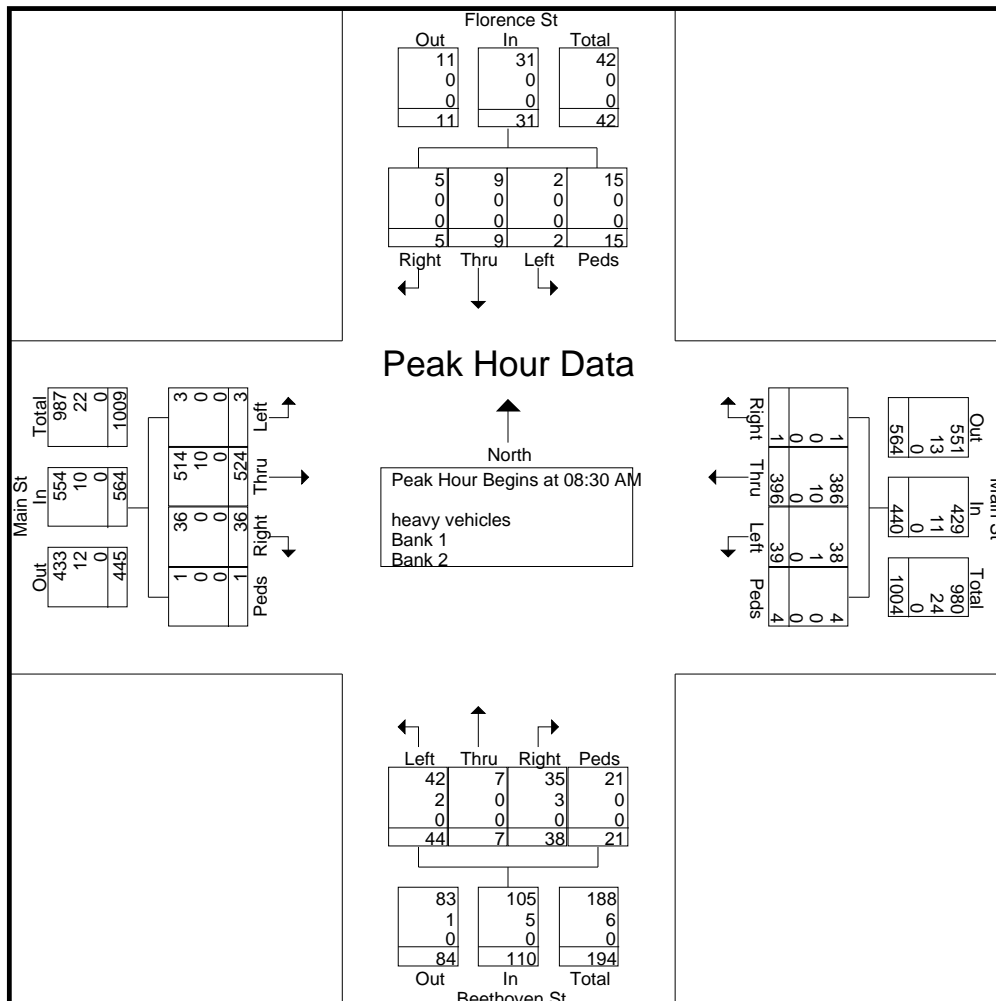 Florence St
Out In Total
11 31 42
0 0 0
0 0 0
11 31 42
5 9 2 15
0 0 0 0
0 0 0 0
5 9 2 15
Right Thru Left Peds
Peak Hour Data
North
Peak Hour Begins at 08:30 AM
heavy vehicles
Bank 1
Bank 2
Main St
Out In Total
433 554 987
12 10 22
0 0 0
445 564 1009
1 36 514 3
0 0 10 0
0 0 0 0
1 36 524 3
Peds Right Thru Left
Main St
Out In Total
551 429 980
13 11 24
0 0 0
564 440 1004
1 386 38 4
0 10 1 0
0 0 0 0
1 396 39 4
Right Thru Left Peds
Left Thru Right Peds
42 7 35 21
2 0 3 0
0 0 0 0
44 7 38 21
83 105 188
1 5 6
0 0 0
84 110 194
Out In Total
Beethoven St